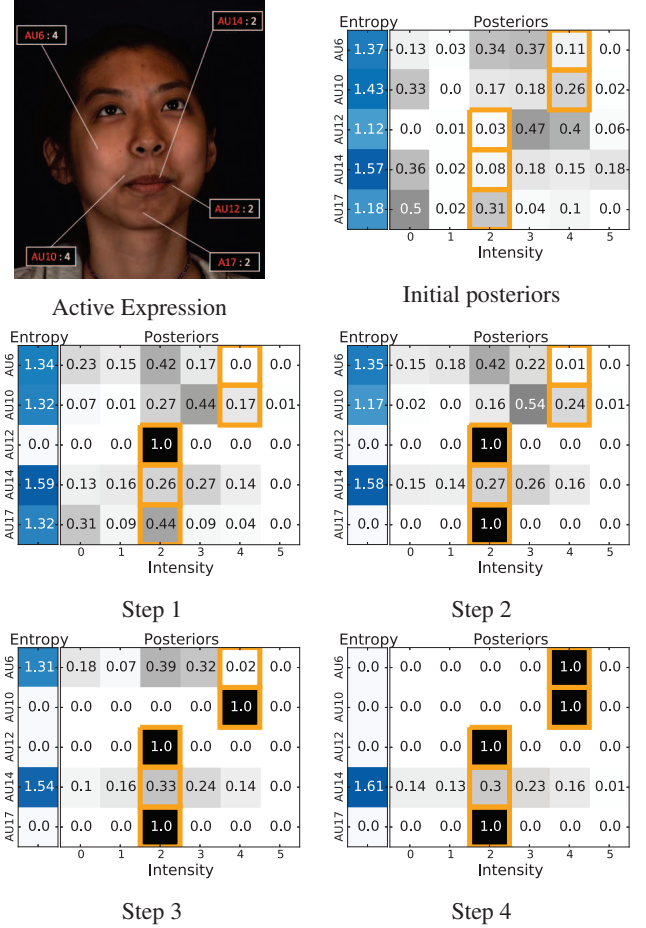 AU14 : 2
AU6 : 4
AU12 : 2
AU10 : 4
A17 : 2
Active Expression
Entropy Posteriors
AU6 1.37 0.13 0.03 0.34 0.37 0.11 0.0
AU10 1.43 0.33 0.0 0.17 0.18 0.26 0.02
AU12 1.12 0.0 0.01 0.03 0.47 0.4 0.06
AU14 1.57 0.36 0.02 0.08 0.18 0.15 0.18
AU17 1.18 0.5 0.02 0.31 0.04 0.1 0.0
0 1 2 3 4 5
Intensity
Initial posteriors
Entropy Posteriors
AU6 1.34 0.23 0.15 0.42 0.17 0.0 0.0
AU10 1.32 0.07 0.01 0.27 0.44 0.17 0.01
AU12 0.0 0.0 0.0 1.0 0.0 0.0 0.0
AU14 1.59 0.13 0.16 0.26 0.27 0.14 0.0
AU17 1.32 0.31 0.09 0.44 0.09 0.04 0.0
0 1 2 3 4 5
Intensity
Step 1
Entropy Posteriors
AU6 1.35 0.15 0.18 0.42 0.22 0.01 0.0
AU10 1.17 0.02 0.0 0.16 0.54 0.24 0.01
AU12 0.0 0.0 0.0 1.0 0.0 0.0 0.0
AU14 1.58 0.15 0.14 0.27 0.26 0.16 0.0
AU17 0.0 0.0 0.0 1.0 0.0 0.0 0.0
0 1 2 3 4 5
Intensity
Step 2
Entropy Posteriors
AU6 1.31 0.18 0.07 0.39 0.32 0.02 0.0
AU10 0.0 0.0 0.0 0.0 0.0 1.0 0.0
AU12 0.0 0.0 0.0 1.0 0.0 0.0 0.0
AU14 1.54 0.1 0.16 0.33 0.24 0.14 0.0
AU17 0.0 0.0 0.0 1.0 0.0 0.0 0.0
0 1 2 3 4 5
Intensity
Step 3
Entropy Posteriors
AU6 0.0 0.0 0.0 0.0 0.0 1.0 0.0
AU10 0.0 0.0 0.0 0.0 0.0 1.0 0.0
AU12 0.0 0.0 0.0 1.0 0.0 0.0 0.0
AU14 1.61 0.14 0.13 0.3 0.23 0.16 0.01
AU17 0.0 0.0 0.0 1.0 0.0 0.0 0.0
0 1 2 3 4 5
Intensity
Step 4